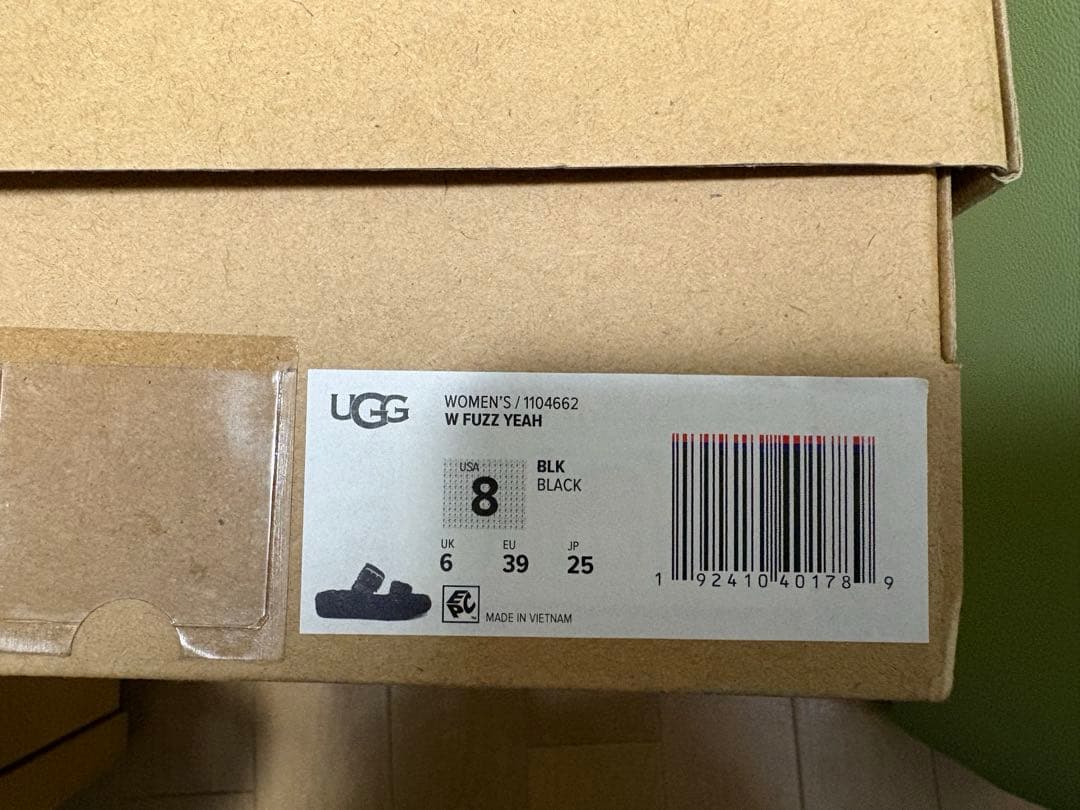 UGG
WOMEN'S / 1104662
W FUZZ YEAH
USA
8
BLK
BLACK
UK
6
EU
39
JP
25
EPC
MADE IN VIETNAM
1 92410 40178 9